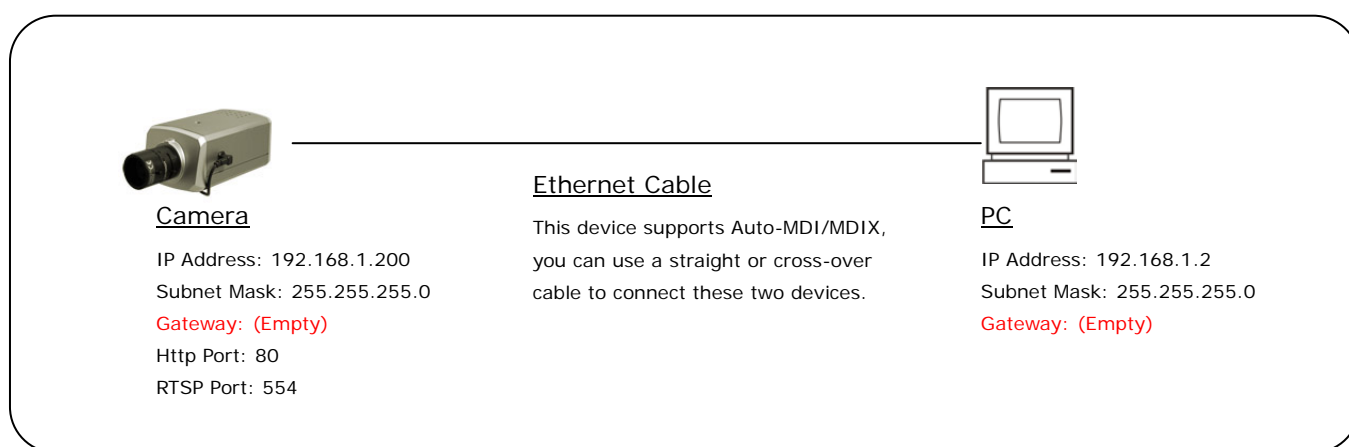 Camera
IP Address: 192.168.1.200
Subnet Mask: 255.255.255.0
Gateway: (Empty)
Http Port: 80
RTSP Port: 554
Ethernet Cable
This device supports Auto-MDI/MDIX,
you can use a straight or cross-over
cable to connect these two devices.
PC
IP Address: 192.168.1.2
Subnet Mask: 255.255.255.0
Gateway: (Empty)